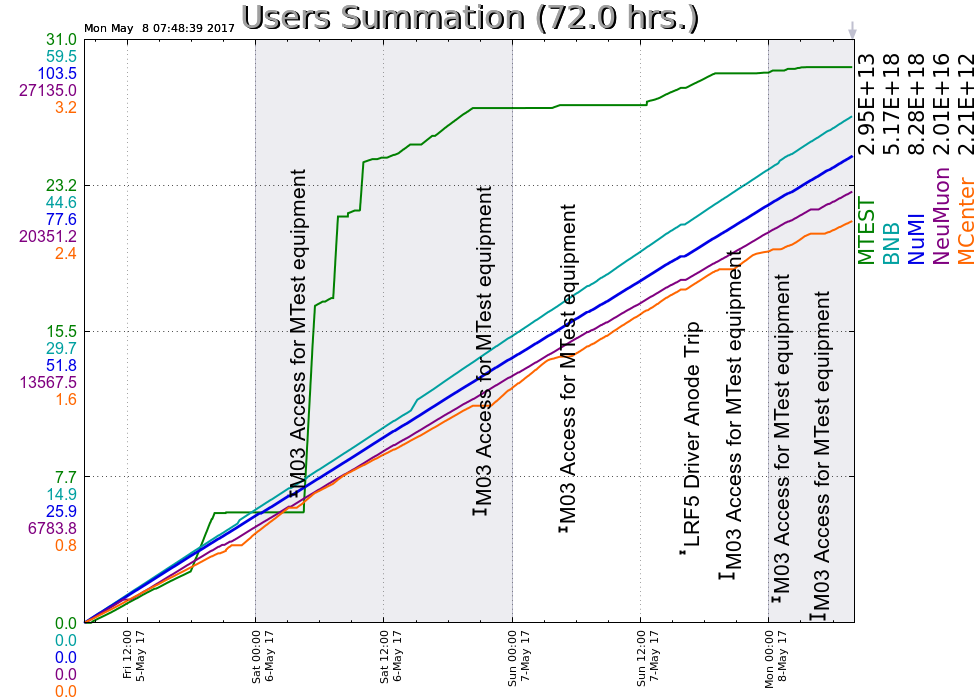 Users Summation (72.0 hrs.)
Mon May 8 07:48:39 2017
31.0
59.5
103.5
27135.0
3.2
23.2
44.6
77.6
20351.2
2.4
15.5
29.7
51.8
13567.5
1.6
7.7
14.9
25.9
6783.8
0.8
0.0
0.0
0.0
0.0
0.0
M03 Access for MTest equipment
M03 Access for MTest equipment
M03 Access for MTest equipment
LRF5 Driver Anode Trip
M03 Access for MTest equipment
M03 Access for MTest equipment
M03 Access for MTest equipment
MTEST 2.95E+13
BNB 5.17E+18
NuMI 8.28E+18
NeuMuon 2.01E+16
MCenter 2.21E+12
Fri 12:00
5-May 17
Sat 00:00
6-May 17
Sat 12:00
6-May 17
Sun 00:00
7-May 17
Sun 12:00
7-May 17
Mon 00:00
8-May 17